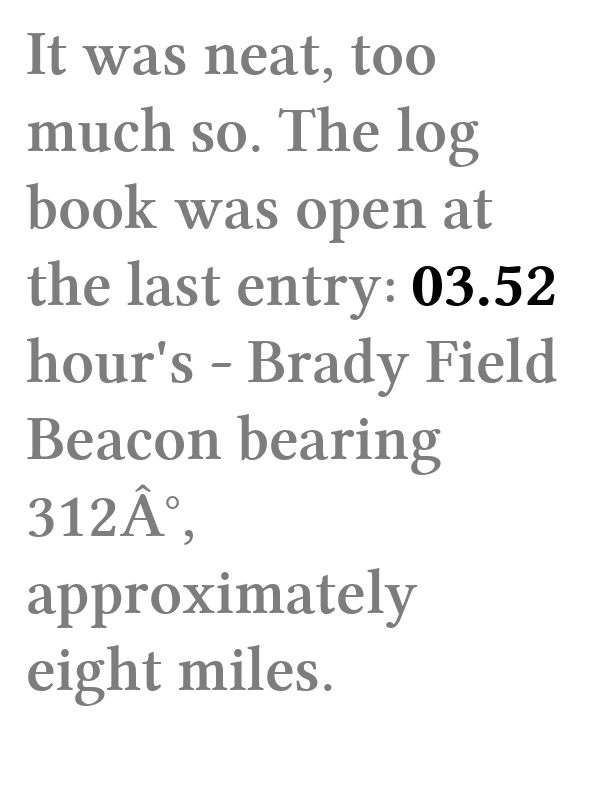 It was neat, too
much so. The log
book was open at
the last entry: 03.52
hour's - Brady Field
Beacon bearing
312Â°,
approximately
eight miles.